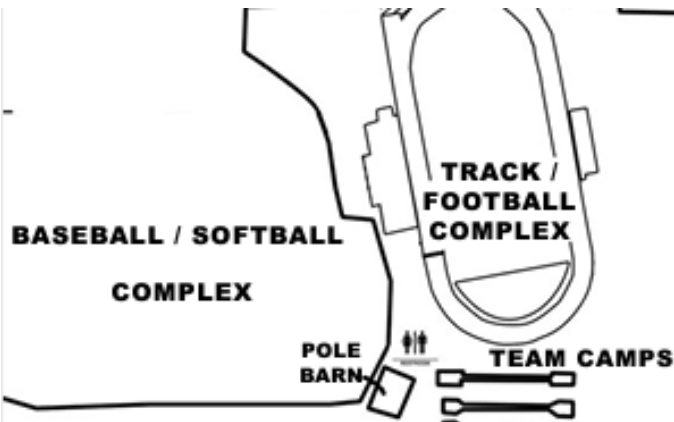 TRACK /
FOOTBALL
COMPLEX
BASEBALL / SOFTBALL
COMPLEX
POLE
BARN
TEAM CAMPS